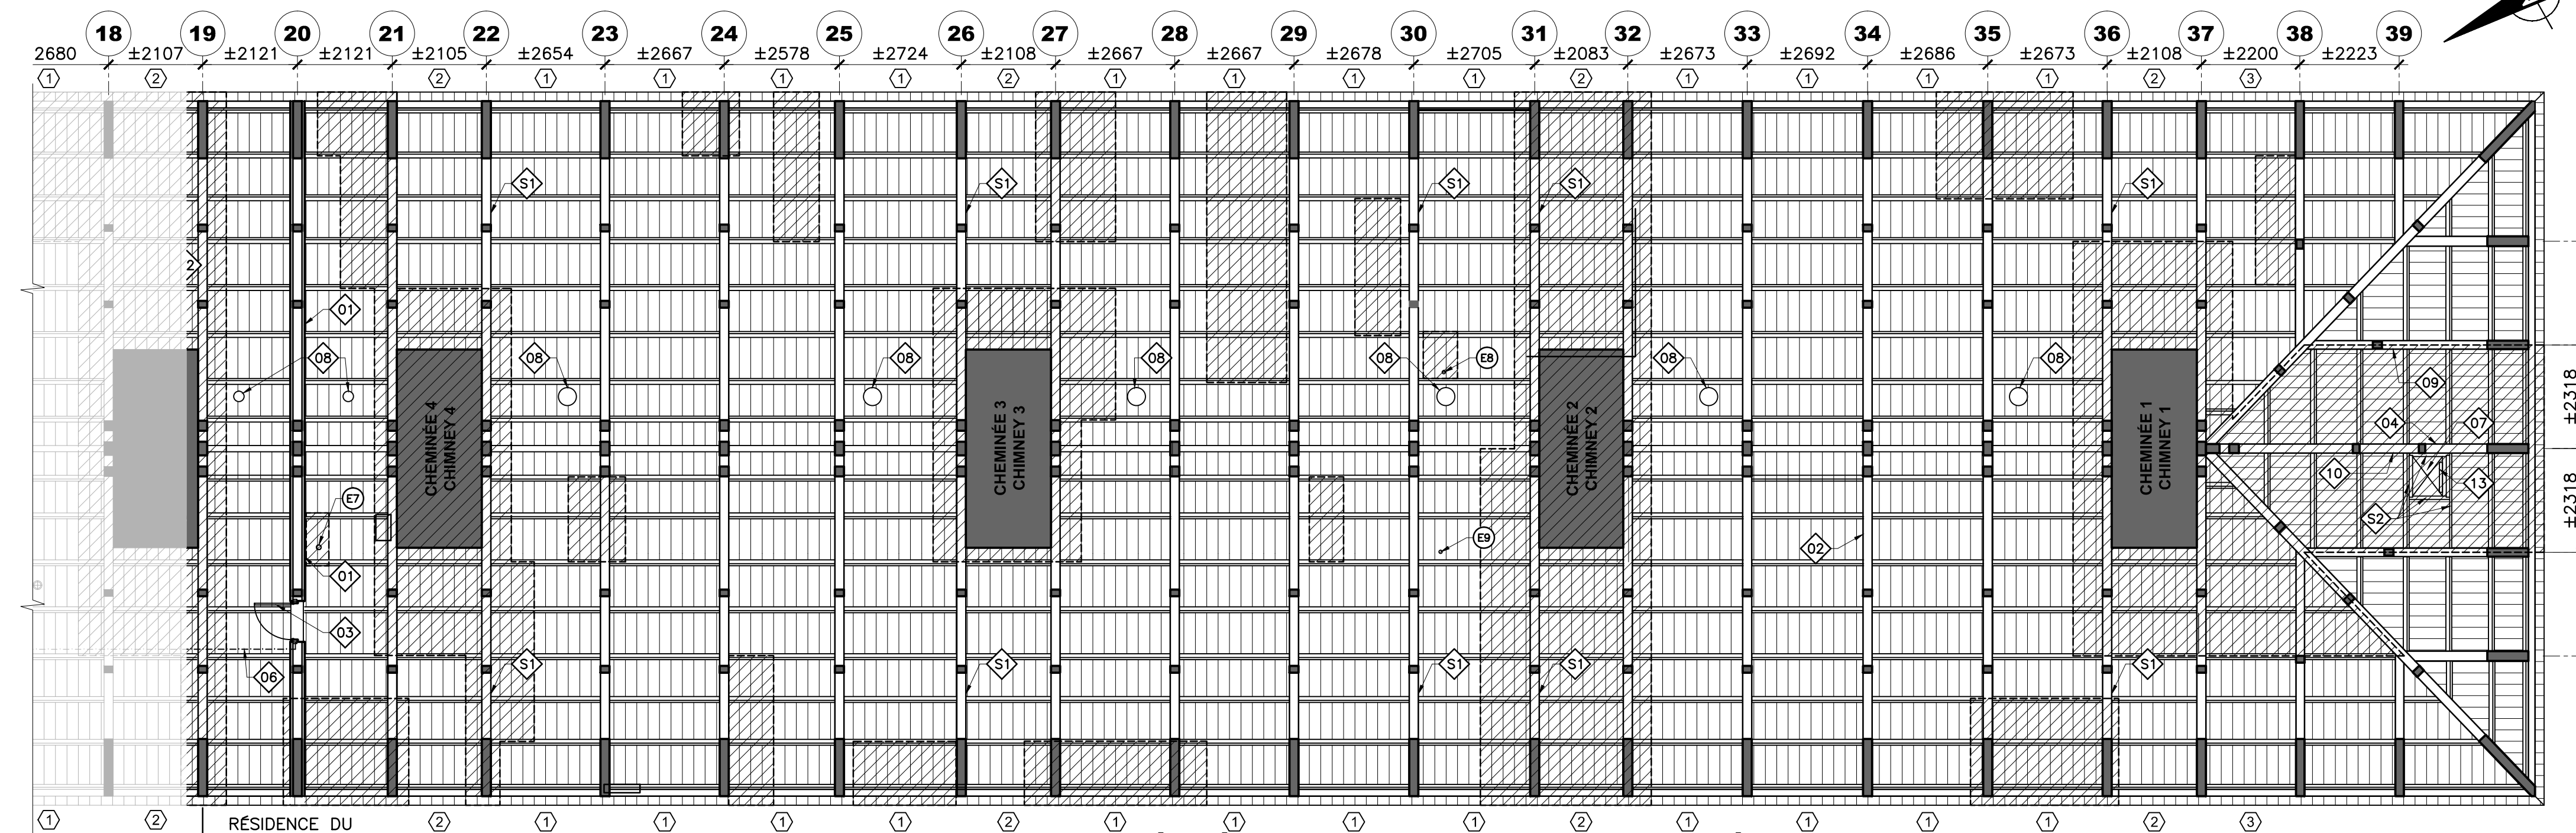 18 19 20 21 22 23 24 25 26 27 28 29 30 31 32 33 34 35 36 37 38 39
2680 ±2107 ±2121 ±2121 ±2105 ±2654 ±2667 ±2578 ±2724 ±2108 ±2667 ±2667 ±2678 ±2705 ±2083 ±2673 ±2692 ±2686 ±2673 ±2108 ±2200 ±2223
1 2 2 1 1 1 1 2 1 1 1 1 2 1 1 1 1 2 3
S1 S1 S1 S1 S1
2
01
08 08 08 08 08 E8 08 08
09
±2318
CHEMINÉE 4
CHIMNEY 4
CHEMINÉE 3
CHIMNEY 3
CHEMINÉE 2
CHIMNEY 2
CHEMINÉE 1
CHIMNEY 1
04 07
10 13
±2318
E7
S2
E9
02
01
03
06
S1 S1 S1 S1 S1
1 2 2 1 1 1 1 2 1 1 1 1 2 1 1 1 1 2 3
RÉSIDENCE DU